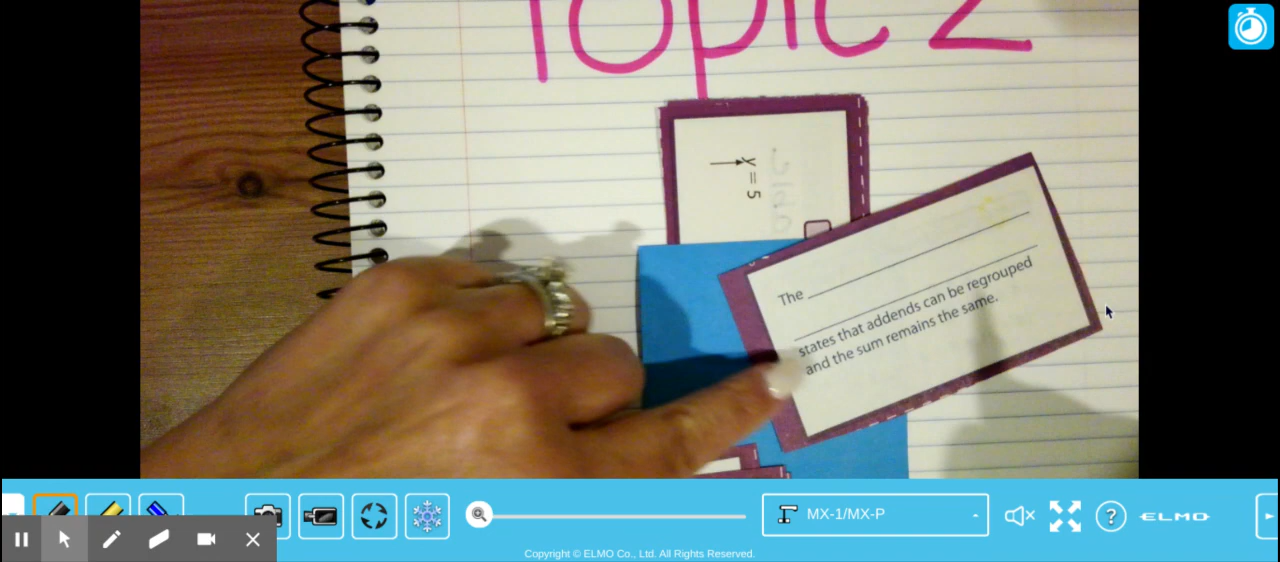 Topic 2
y = 5
The
states that addends can be regrouped
and the sum remains the same.
MX-1/MX-P
ELMO
Copyright © ELMO Co., Ltd. All Rights Reserved.